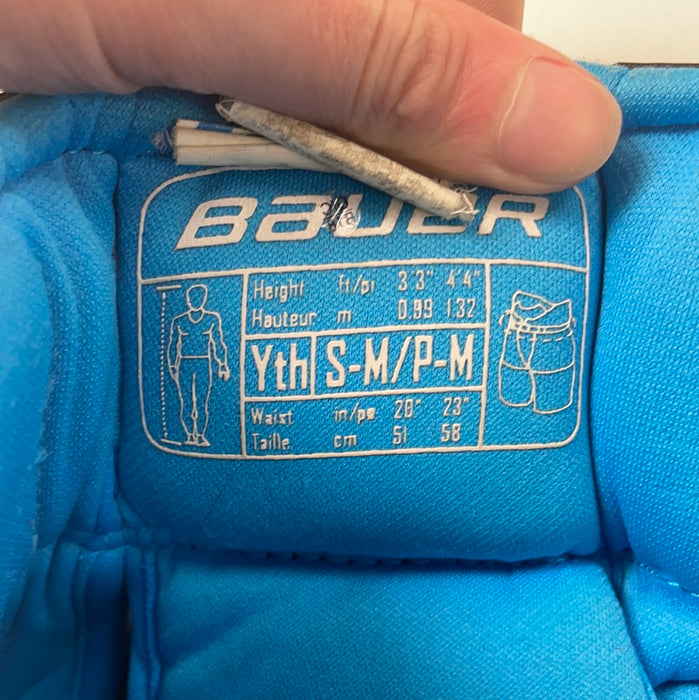 BAUER
Height ft/pi 3'3" 4'4"
Hauteur m 0.99 1.32
Yth S-M/P-M
Waist in/po 20" 23"
Taille cm 51 58